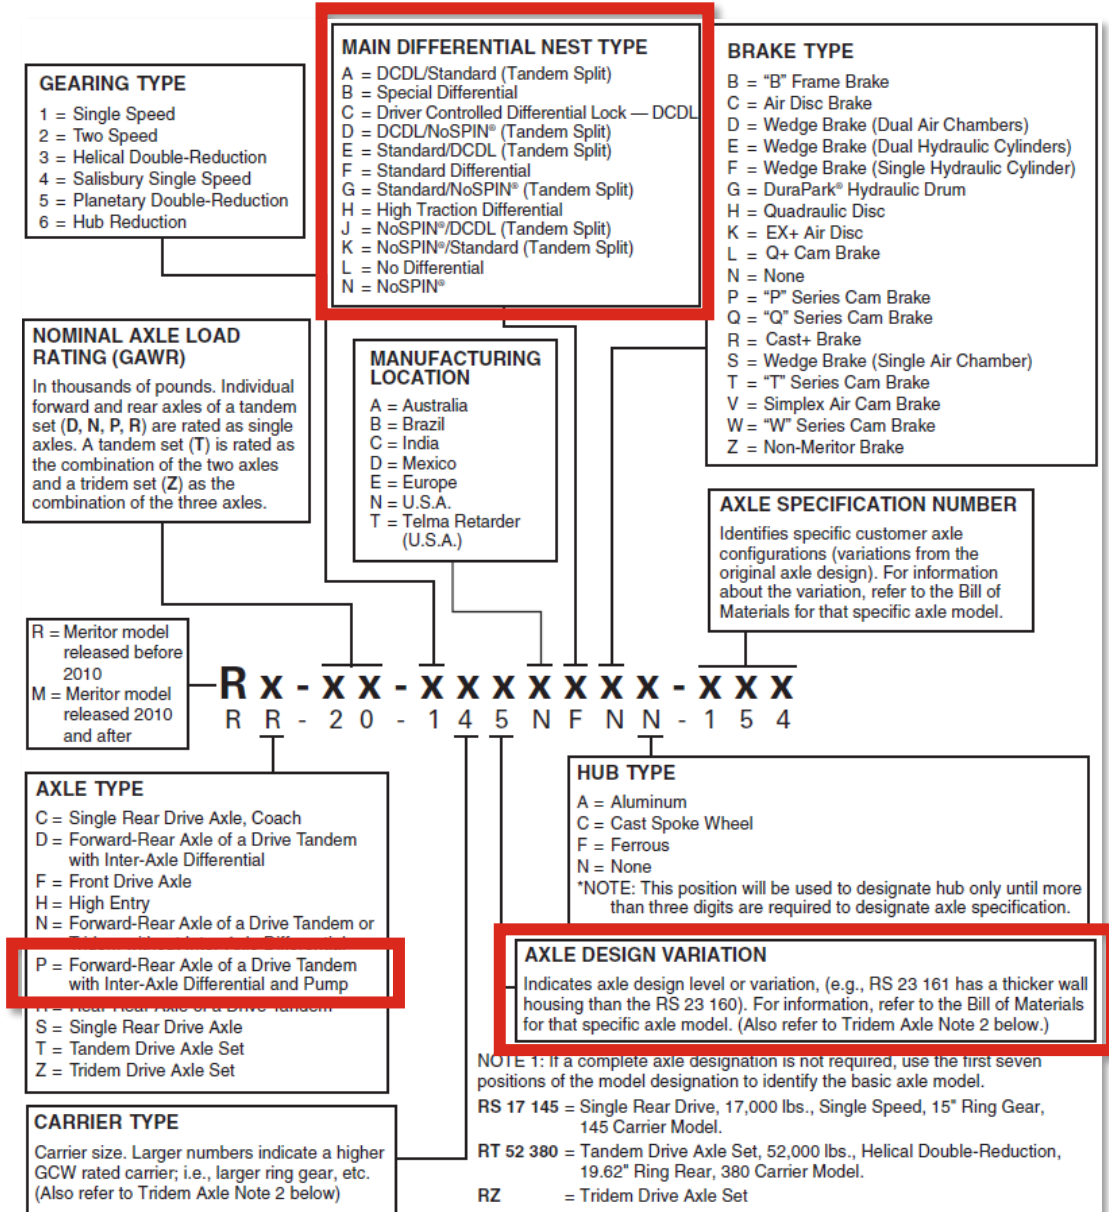 GEARING TYPE
1 = Single Speed
2 = Two Speed
3 = Helical Double-Reduction
4 = Salisbury Single Speed
5 = Planetary Double-Reduction
6 = Hub Reduction
MAIN DIFFERENTIAL NEST TYPE
A = DCDL/Standard (Tandem Split)
B = Special Differential
C = Driver Controlled Differential Lock — DCDL
D = DCDL/NoSPIN® (Tandem Split)
E = Standard/DCDL (Tandem Split)
F = Standard Differential
G = Standard/NoSPIN® (Tandem Split)
H = High Traction Differential
J = NoSPIN®/DCDL (Tandem Split)
K = NoSPIN®/Standard (Tandem Split)
L = No Differential
N = NoSPIN®
BRAKE TYPE
B = “B” Frame Brake
C = Air Disc Brake
D = Wedge Brake (Dual Air Chambers)
E = Wedge Brake (Dual Hydraulic Cylinders)
F = Wedge Brake (Single Hydraulic Cylinder)
G = DuraPark® Hydraulic Drum
H = Quadraulic Disc
K = EX+ Air Disc
L = Q+ Cam Brake
N = None
P = “P” Series Cam Brake
Q = “Q” Series Cam Brake
R = Cast+ Brake
S = Wedge Brake (Single Air Chamber)
T = “T” Series Cam Brake
V = Simplex Air Cam Brake
W = “W” Series Cam Brake
Z = Non-Meritor Brake
NOMINAL AXLE LOAD
RATING (GAWR)
In thousands of pounds. Individual
forward and rear axles of a tandem
set (D, N, P, R) are rated as single
axles. A tandem set (T) is rated as
the combination of the two axles
and a tridem set (Z) as the
combination of the three axles.
MANUFACTURING
LOCATION
A = Australia
B = Brazil
C = India
D = Mexico
E = Europe
N = U.S.A.
T = Telma Retarder
(U.S.A.)
AXLE SPECIFICATION NUMBER
Identifies specific customer axle
configurations (variations from the
original axle design). For information
about the variation, refer to the Bill of
Materials for that specific axle model.
R = Meritor model
released before
2010
M = Meritor model
released 2010
and after
R x - x x - x x x x x x x - x x x
R R - 2 0 - 1 4 5 N F N N - 1 5 4
AXLE TYPE
C = Single Rear Drive Axle, Coach
D = Forward-Rear Axle of a Drive Tandem
with Inter-Axle Differential
F = Front Drive Axle
H = High Entry
N = Forward-Rear Axle of a Drive Tandem or
P = Forward-Rear Axle of a Drive Tandem
with Inter-Axle Differential and Pump
S = Single Rear Drive Axle
T = Tandem Drive Axle Set
Z = Tridem Drive Axle Set
HUB TYPE
A = Aluminum
C = Cast Spoke Wheel
F = Ferrous
N = None
*NOTE: This position will be used to designate hub only until more
than three digits are required to designate axle specification.
AXLE DESIGN VARIATION
Indicates axle design level or variation, (e.g., RS 23 161 has a thicker wall
housing than the RS 23 160). For information, refer to the Bill of Materials
for that specific axle model. (Also refer to Tridem Axle Note 2 below.)
NOTE 1: If a complete axle designation is not required, use the first seven
positions of the model designation to identify the basic axle model.
RS 17 145 = Single Rear Drive, 17,000 lbs., Single Speed, 15" Ring Gear,
145 Carrier Model.
RT 52 380 = Tandem Drive Axle Set, 52,000 lbs., Helical Double-Reduction,
19.62" Ring Rear, 380 Carrier Model.
RZ = Tridem Drive Axle Set
CARRIER TYPE
Carrier size. Larger numbers indicate a higher
GCW rated carrier; i.e., larger ring gear, etc.
(Also refer to Tridem Axle Note 2 below)